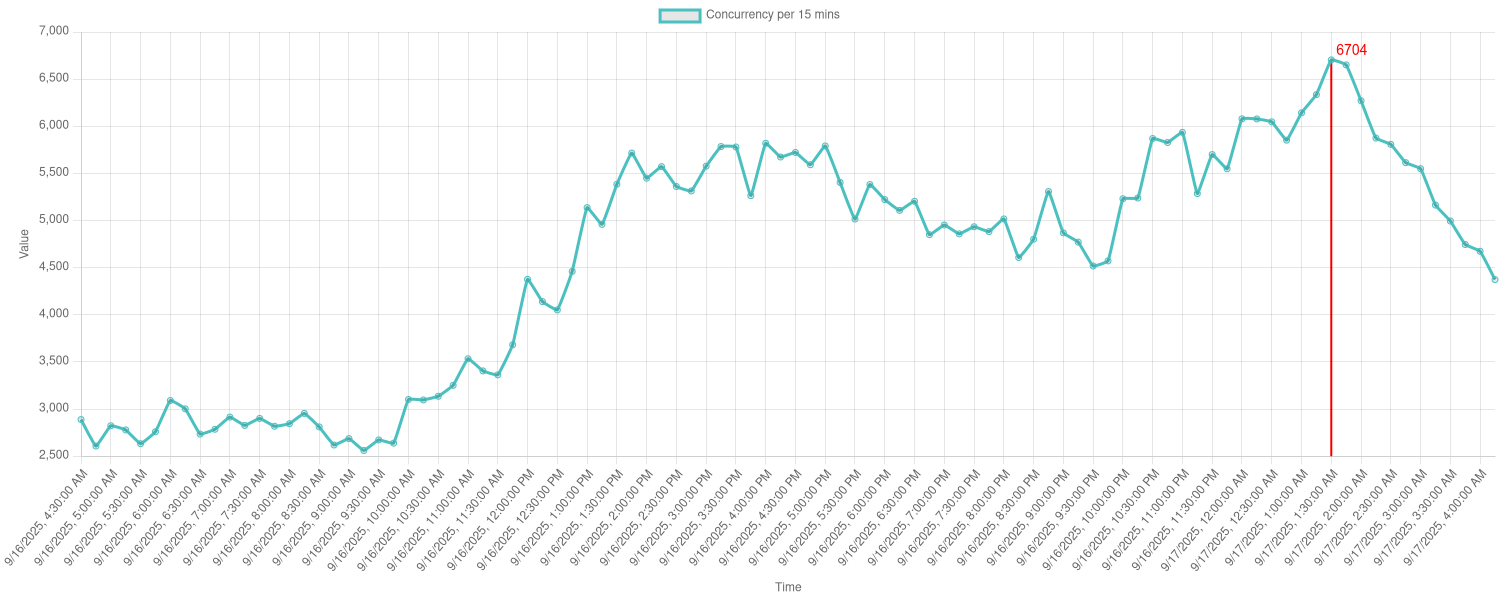 Concurrency per 15 mins
7,000
6,500
6,000
5,500
5,000
4,500
4,000
3,500
3,000
2,500
Value
6704
9/16/2025, 4:30:00 AM
9/16/2025, 5:00:00 AM
9/16/2025, 5:30:00 AM
9/16/2025, 6:00:00 AM
9/16/2025, 6:30:00 AM
9/16/2025, 7:00:00 AM
9/16/2025, 7:30:00 AM
9/16/2025, 8:00:00 AM
9/16/2025, 8:30:00 AM
9/16/2025, 9:00:00 AM
9/16/2025, 9:30:00 AM
9/16/2025, 10:00:00 AM
9/16/2025, 10:30:00 AM
9/16/2025, 11:00:00 AM
9/16/2025, 11:30:00 AM
9/16/2025, 12:00:00 PM
9/16/2025, 12:30:00 PM
9/16/2025, 1:00:00 PM
9/16/2025, 1:30:00 PM
9/16/2025, 2:00:00 PM
9/16/2025, 2:30:00 PM
9/16/2025, 3:00:00 PM
9/16/2025, 3:30:00 PM
9/16/2025, 4:00:00 PM
9/16/2025, 4:30:00 PM
9/16/2025, 5:00:00 PM
9/16/2025, 5:30:00 PM
9/16/2025, 6:00:00 PM
9/16/2025, 6:30:00 PM
9/16/2025, 7:00:00 PM
9/16/2025, 7:30:00 PM
9/16/2025, 8:00:00 PM
9/16/2025, 8:30:00 PM
9/16/2025, 9:00:00 PM
9/16/2025, 9:30:00 PM
9/16/2025, 10:00:00 PM
9/16/2025, 10:30:00 PM
9/16/2025, 11:00:00 PM
9/16/2025, 11:30:00 PM
9/17/2025, 12:00:00 AM
9/17/2025, 12:30:00 AM
9/17/2025, 1:00:00 AM
9/17/2025, 1:30:00 AM
9/17/2025, 2:00:00 AM
9/17/2025, 2:30:00 AM
9/17/2025, 3:00:00 AM
9/17/2025, 3:30:00 AM
9/17/2025, 4:00:00 AM
Time